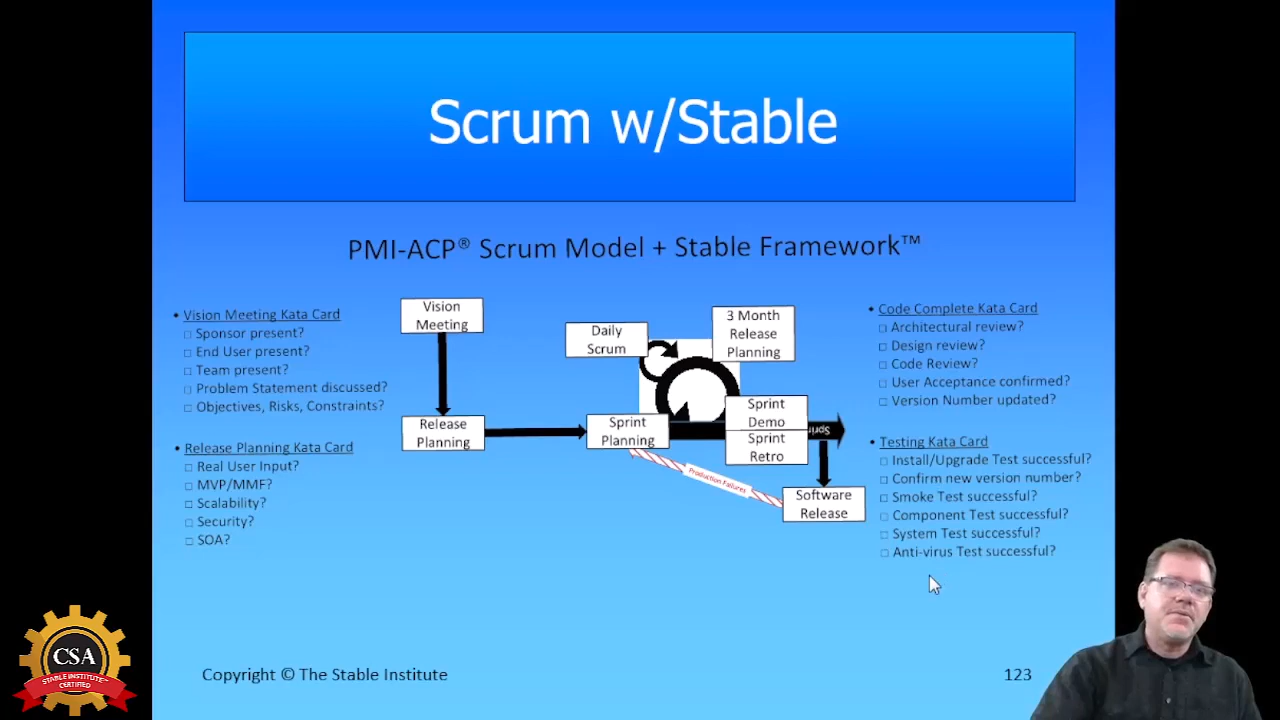 Scrum w/Stable
PMI-ACP® Scrum Model + Stable Framework™
• Vision Meeting Kata Card
□ Sponsor present?
□ End User present?
□ Team present?
□ Problem Statement discussed?
□ Objectives, Risks, Constraints?
• Release Planning Kata Card
□ Real User Input?
□ MVP/MMF?
□ Scalability?
□ Security?
□ SOA?
Vision
Meeting
Release
Planning
Daily
Scrum
3 Month
Release
Planning
Sprint
Planning
Sprint
Demo
Sprint
Retro
Sprint
Production Failures
Software
Release
• Code Complete Kata Card
□ Architectural review?
□ Design review?
□ Code Review?
□ User Acceptance confirmed?
□ Version Number updated?
• Testing Kata Card
□ Install/Upgrade Test successful?
□ Confirm new version number?
□ Smoke Test successful?
□ Component Test successful?
□ System Test successful?
□ Anti-virus Test successful?
CSA
STABLE INSTITUTE™
CERTIFIED
Copyright © The Stable Institute
123